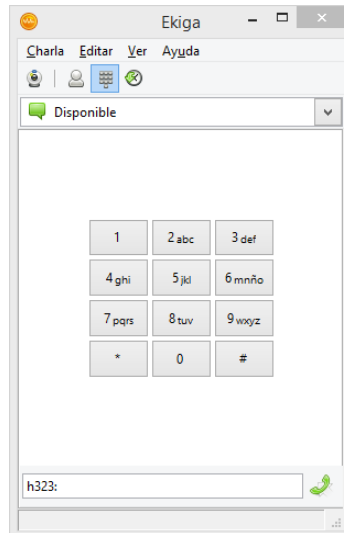 Ekiga
Charla Editar Ver Ayuda
Disponible
1 2 abc 3 def
4 ghi 5 jkl 6 mnño
7 pqrs 8 tuv 9 wxyz
* 0 #
h323: